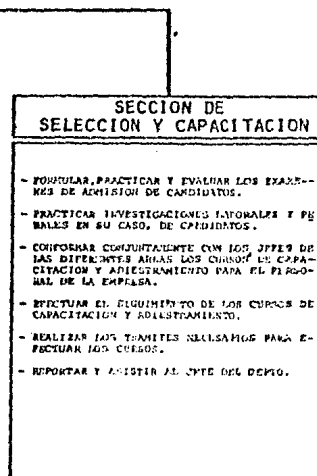 SECCION DE
SELECCION Y CAPACITACION
- FORMULAR, PRACTICAR Y EVALUAR LOS EXAME--
NES DE ADMISION DE CANDIDATOS.
- PRACTICAR INVESTIGACIONES LABORALES Y PE
NALES EN SU CASO, DE CANDIDATOS.
- CONFORMAR CONJUNTAMENTE CON LOS JEFES DE
LAS DIFERENTES AREAS LOS CURSOS DE CAPA-
CITACION Y ADIESTRAMIENTO PARA EL PERSO-
NAL DE LA EMPRESA.
- EFECTUAR EL SEGUIMIENTO DE LOS CURSOS DE
CAPACITACION Y ADIESTRAMIENTO.
- REALIZAR LOS TRAMITES NECESARIOS PARA E-
FECTUAR LOS CURSOS.
- REPORTAR Y ASISTIR AL JEFE DEL DEPTO.